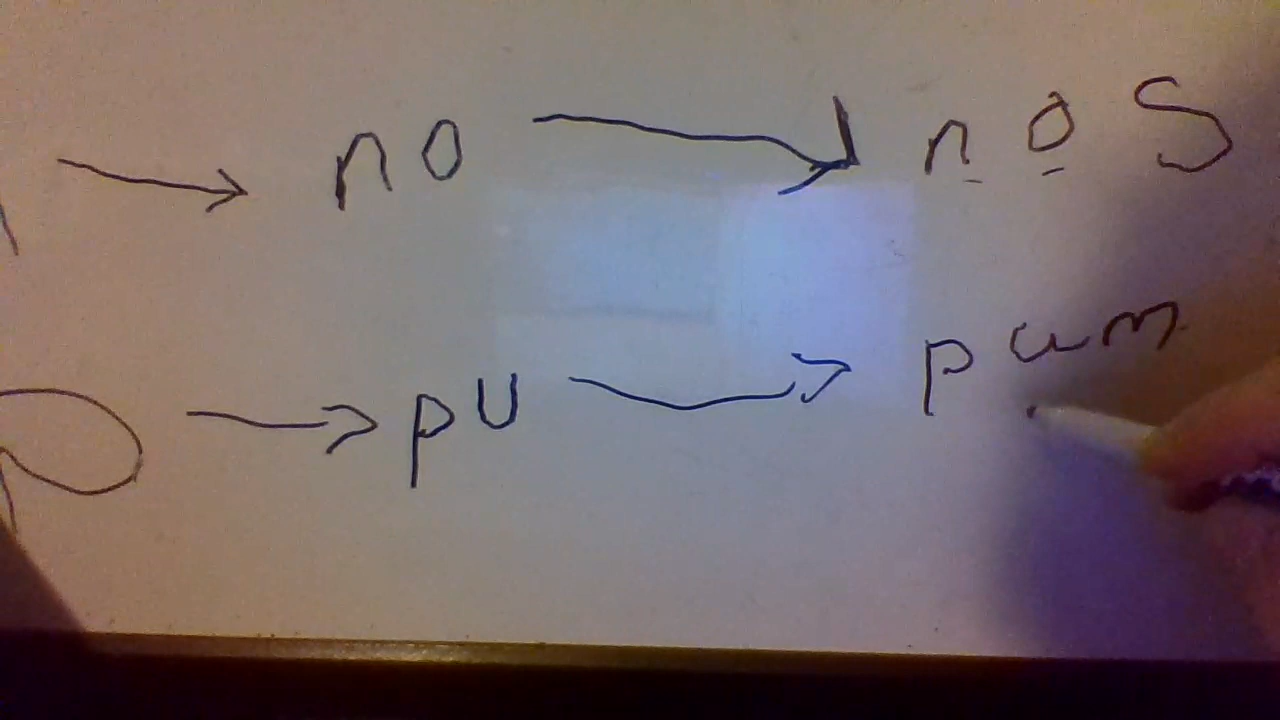 n → no → nos
p → pu → pum